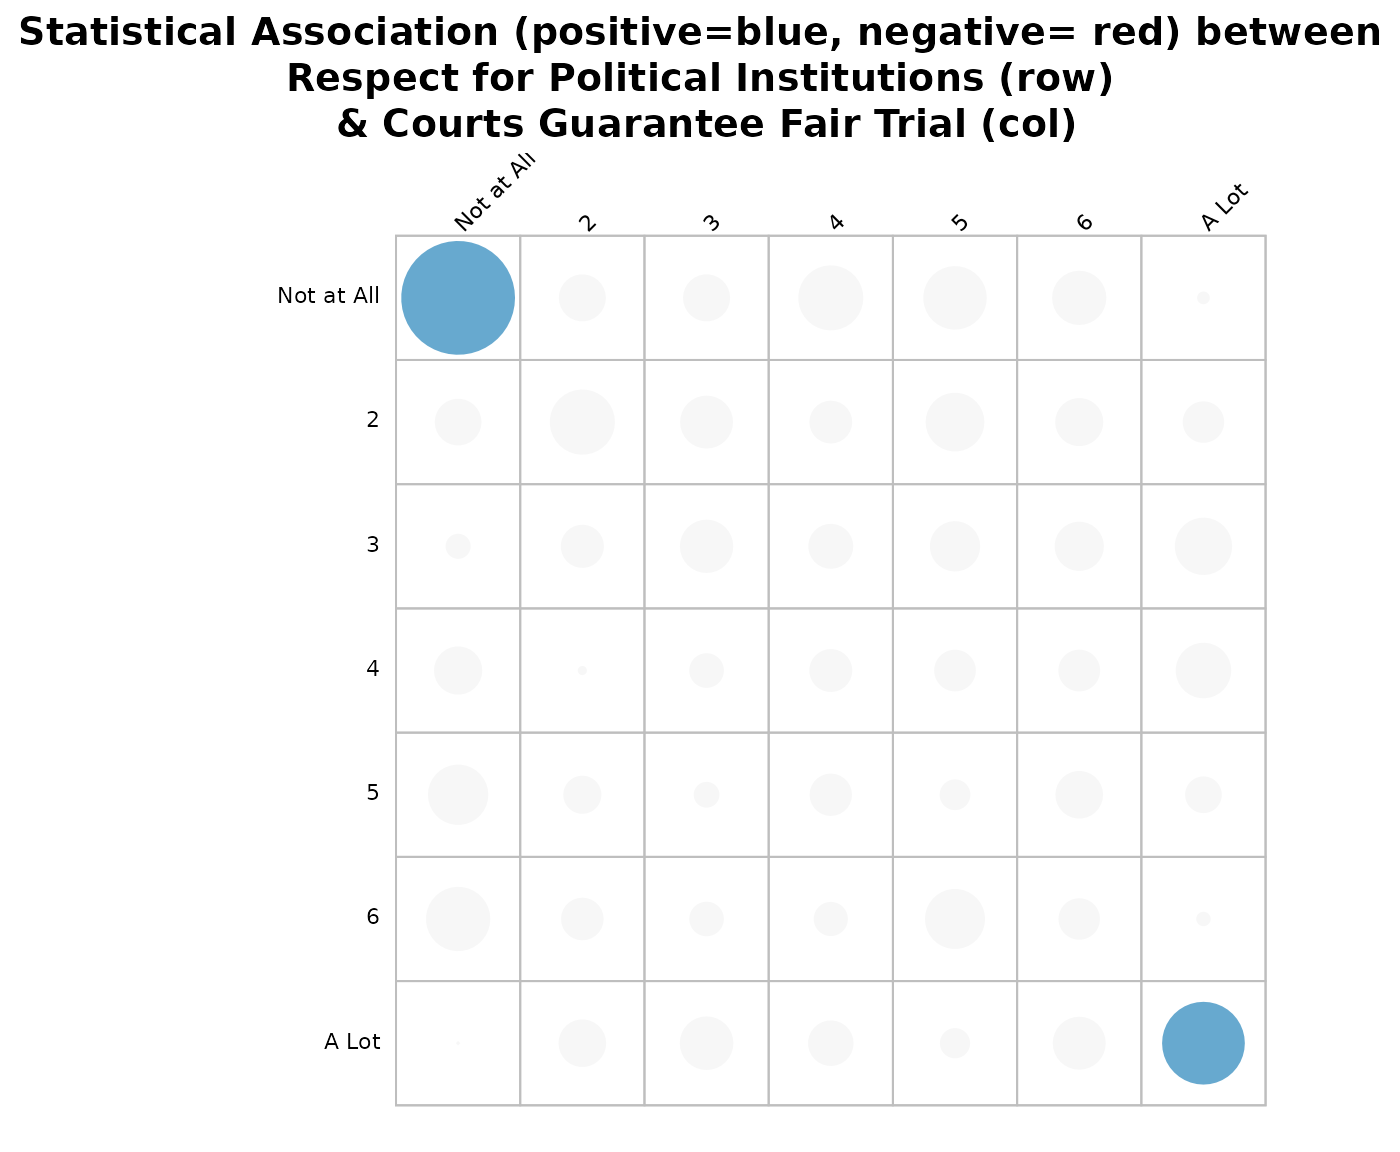 Statistical Association (positive=blue, negative= red) between
Respect for Political Institutions (row)
& Courts Guarantee Fair Trial (col)
Not at All
2
3
4
5
6
A Lot
Not at All
2
3
4
5
6
A Lot